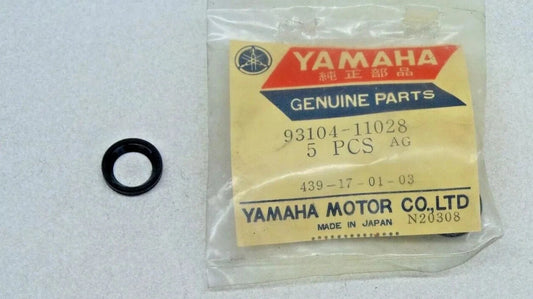 YAMAHA
純正部品
GENUINE PARTS
93104-11028
5 PCS AG
439-17-01-03
YAMAHA MOTOR CO.,LTD
MADE IN JAPAN N20308